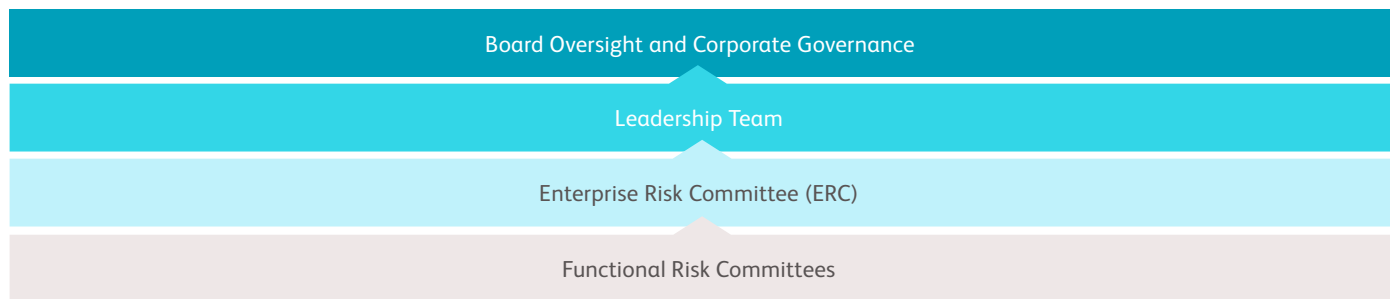 Board Oversight and Corporate Governance
Leadership Team
Enterprise Risk Committee (ERC)
Functional Risk Committees